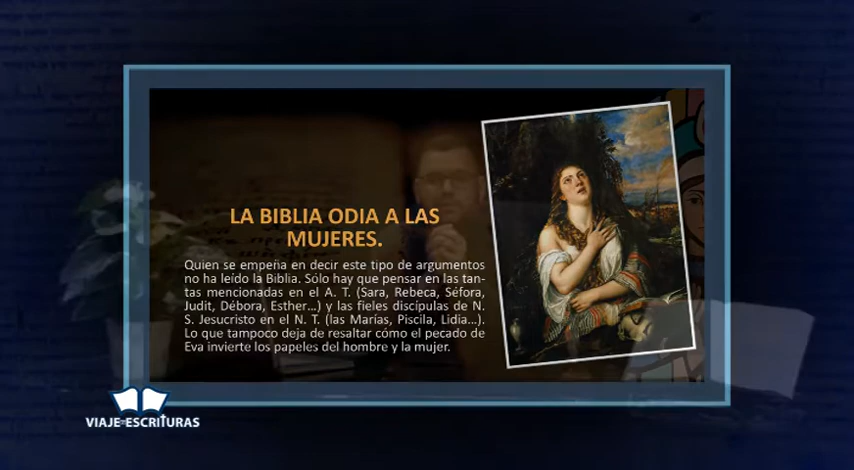 LA BIBLIA ODIA A LAS
MUJERES.
Quien se empeña en decir este tipo de argumentos
no ha leído la Biblia. Sólo hay que pensar en las tan-
tas mencionadas en el A. T. (Sara, Rebeca, Séfora,
Judit, Débora, Esther...) y las fieles discípulas de N.
S. Jesucristo en el N. T. (las Marías, Piscila, Lidia...).
Lo que tampoco deja de resaltar cómo el pecado de
Eva invierte los papeles del hombre y la mujer.
VIAJE ESCRITURAS